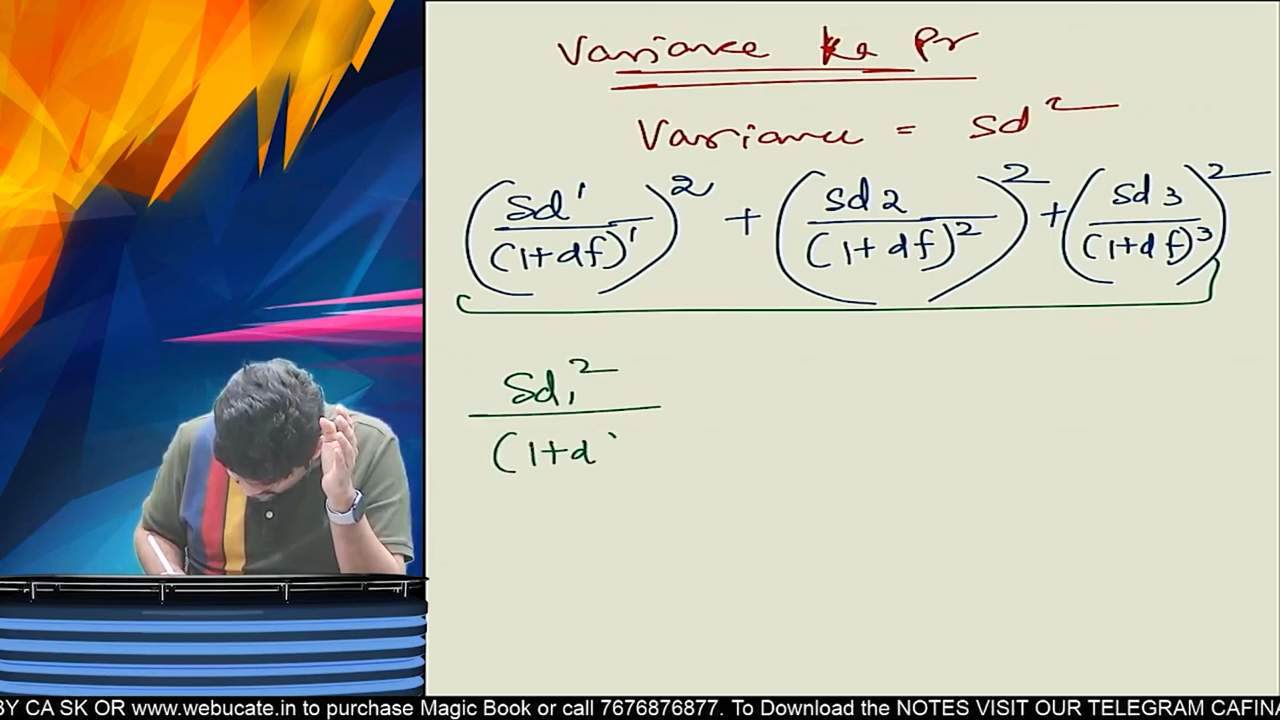 Variance ka Pr
Variance = sd²
(sd1/(1+df)¹)² + (sd2/(1+df)²)² + (sd3/(1+df)³)²
sd₁²
(1+d
BY CA SK OR www.webucate.in to purchase Magic Book or call 7676876877. To Download the NOTES VISIT OUR TELEGRAM CAFINA